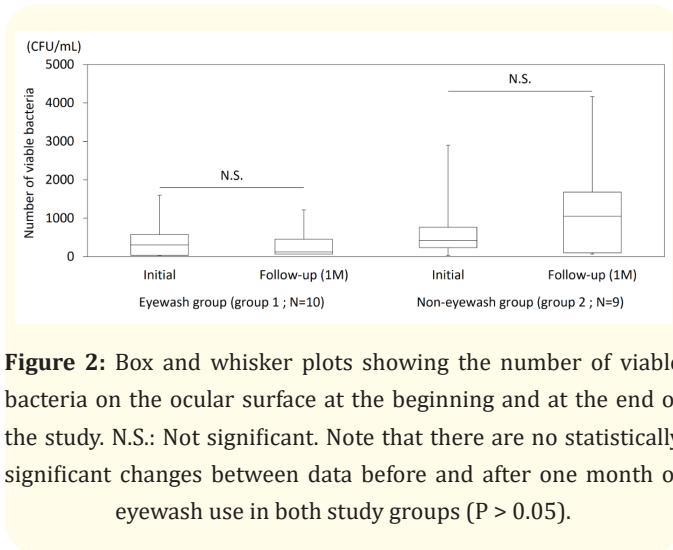 (CFU/mL)
Number of viable bacteria
5000
4000
3000
2000
1000
0
N.S.
N.S.
Initial
Follow-up (1M)
Initial
Follow-up (1M)
Eyewash group (group 1 ; N=10)
Non-eyewash group (group 2 ; N=9)
Figure 2: Box and whisker plots showing the number of viable
bacteria on the ocular surface at the beginning and at the end o
the study. N.S.: Not significant. Note that there are no statistically
significant changes between data before and after one month o
eyewash use in both study groups (P > 0.05).